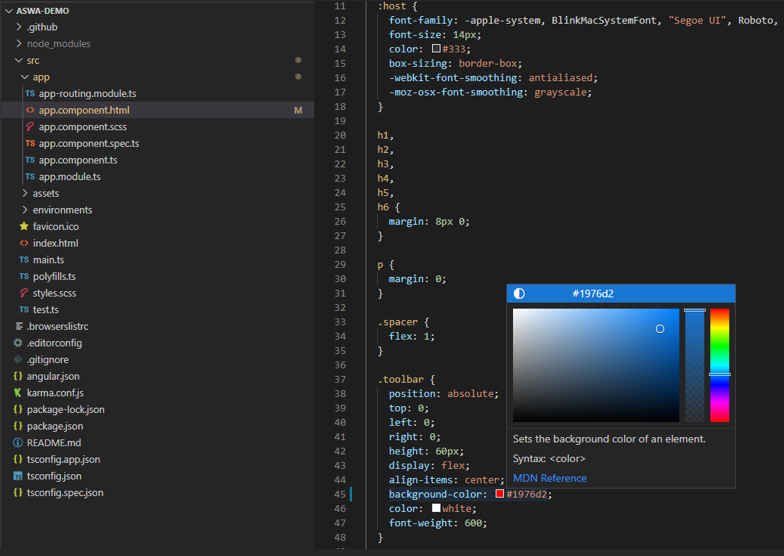 ASWA-DEMO
.github
node_modules
src
app
TS app-routing.module.ts
<> app.component.html M
app.component.scss
TS app.component.spec.ts
TS app.component.ts
TS app.module.ts
assets
environments
favicon.ico
<> index.html
TS main.ts
TS polyfills.ts
styles.scss
TS test.ts
.browserslistrc
.editorconfig
.gitignore
{} angular.json
K karma.conf.js
{} package-lock.json
{} package.json
README.md
{} tsconfig.app.json
TS tsconfig.json
{} tsconfig.spec.json
11 :host {
12 font-family: -apple-system, BlinkMacSystemFont, "Segoe UI", Roboto,
13 font-size: 14px;
14 color: #333;
15 box-sizing: border-box;
16 -webkit-font-smoothing: antialiased;
17 -moz-osx-font-smoothing: grayscale;
18 }
19
20 h1,
21 h2,
22 h3,
23 h4,
24 h5,
25 h6 {
26 margin: 8px 0;
27 }
28
29 p {
30 margin: 0;
31 }
32
33 .spacer {
34 flex: 1;
35 }
36
37 .toolbar {
38 position: absolute;
39 top: 0;
40 left: 0;
41 right: 0;
42 height: 60px;
43 display: flex;
44 align-items: center;
45 background-color: #1976d2;
46 color: white;
47 font-weight: 600;
48 }
#1976d2
Sets the background color of an element.
Syntax: <color>
MDN Reference